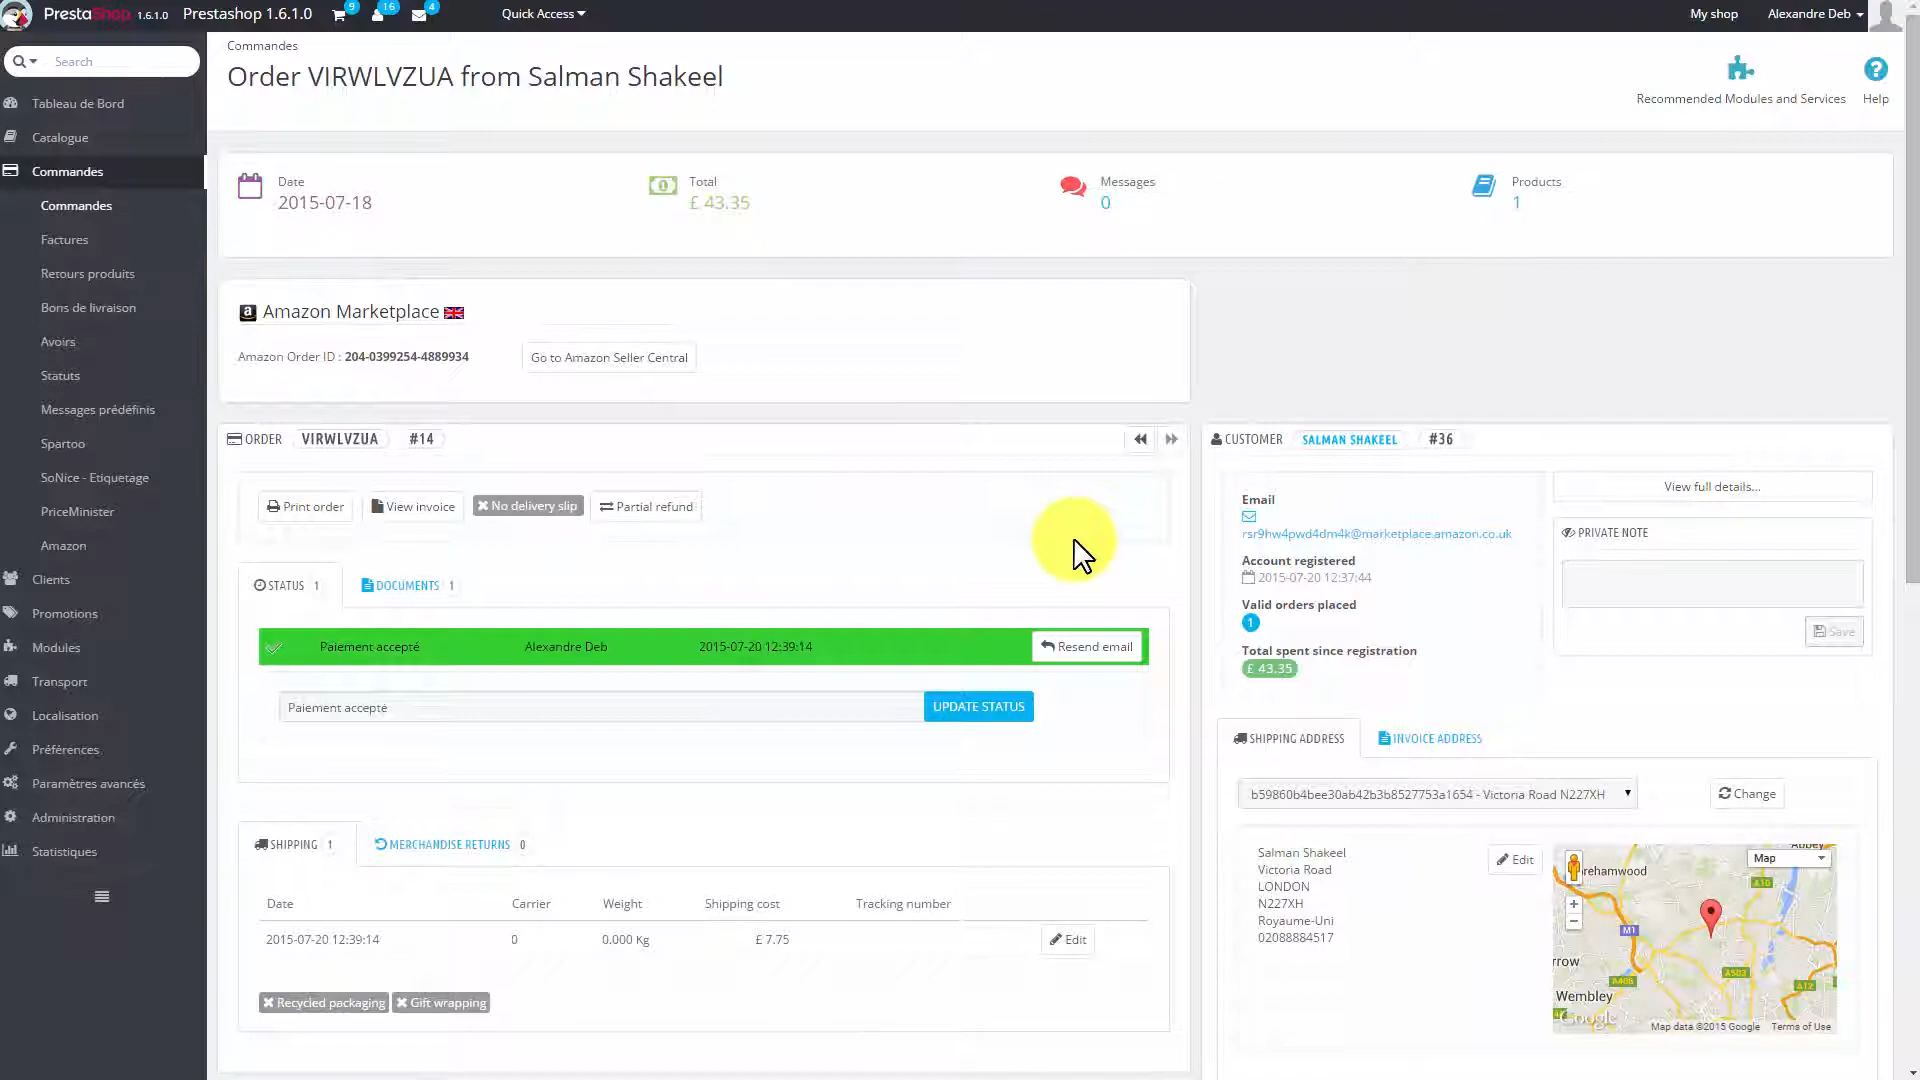 PrestaShop 1.6.1.0 Prestashop 1.6.1.0 9 16 4 Quick Access My shop Alexandre Deb
Search
Tableau de Bord
Catalogue
Commandes
Commandes
Factures
Retours produits
Bons de livraison
Avoirs
Statuts
Messages prédéfinis
Spartoo
SoNice - Etiquetage
PriceMinister
Amazon
Clients
Promotions
Modules
Transport
Localisation
Préférences
Paramètres avancés
Administration
Statistiques
Commandes
Order VIRWLVZUA from Salman Shakeel
Recommended Modules and Services
Help
Date
2015-07-18
Total
£ 43.35
Messages
0
Products
1
Amazon Marketplace
Amazon Order ID : 204-0399254-4889934
Go to Amazon Seller Central
ORDER VIRWLVZUA #14
Print order View invoice No delivery slip Partial refund
STATUS 1 DOCUMENTS 1
Paiement accepté Alexandre Deb 2015-07-20 12:39:14 Resend email
Paiement accepté UPDATE STATUS
SHIPPING 1 MERCHANDISE RETURNS 0
Date Carrier Weight Shipping cost Tracking number
2015-07-20 12:39:14 0 0.000 Kg £ 7.75 Edit
Recycled packaging Gift wrapping
CUSTOMER SALMAN SHAKEEL #36
Email
rsr9hw4pwd4dm4k@marketplace.amazon.co.uk
Account registered
2015-07-20 12:37:44
Valid orders placed
1
Total spent since registration
£ 43.35
View full details...
PRIVATE NOTE
Save
SHIPPING ADDRESS INVOICE ADDRESS
b59860b4bee30ab42b3b8527753a1654 - Victoria Road N227XH Change
Salman Shakeel
Victoria Road
LONDON
N227XH
Royaume-Uni
02088884517
Edit
Abbey
Map
rehamwood
A10
M1
rrow
A503
A406
A12
Wembley
Google
Map data ©2015 Google Terms of Use